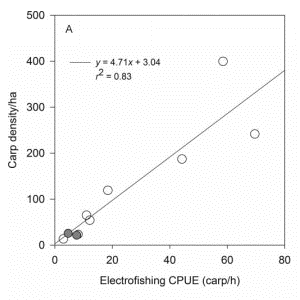 500
A
y = 4.71x + 3.04
r² = 0.83
400
300
200
100
0
Carp density/ha
0 20 40 60 80
Electrofishing CPUE (carp/h)